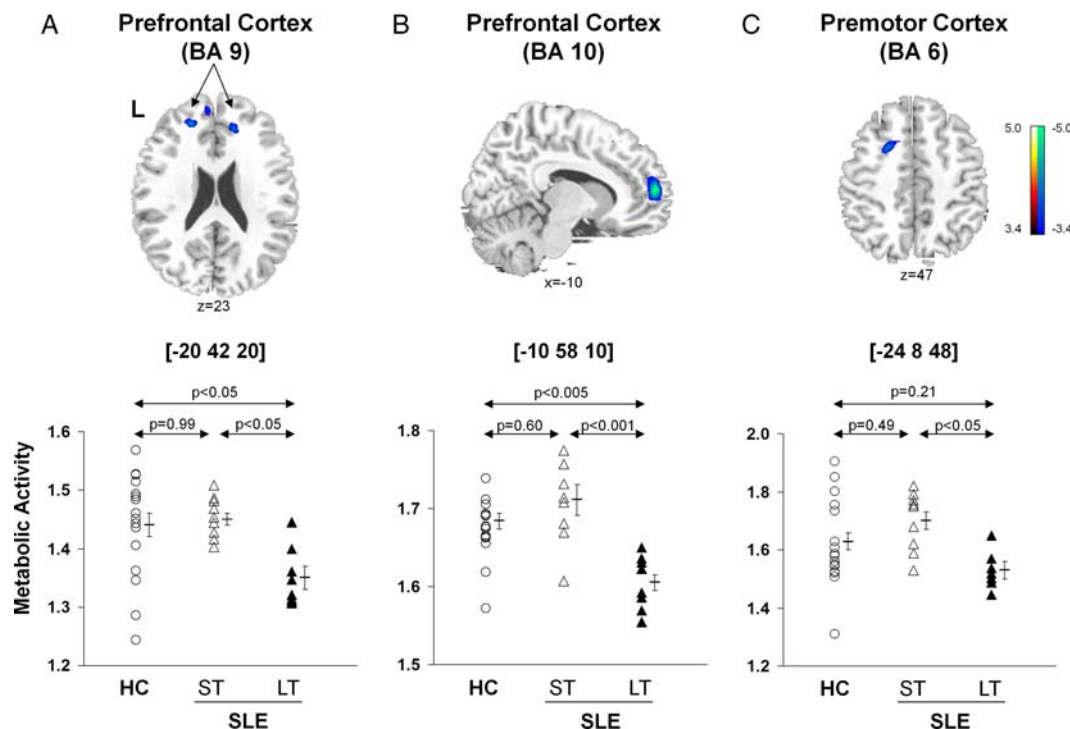 A
Prefrontal Cortex
(BA 9)
L
z=23
B
Prefrontal Cortex
(BA 10)
x=-10
C
Premotor Cortex
(BA 6)
z=47
5.0 -5.0
3.4 -3.4
[-20 42 20]
p<0.05
p=0.99 p<0.05
Metabolic Activity
1.6
1.5
1.4
1.3
1.2
HC ST LT
SLE
[-10 58 10]
p<0.005
p=0.60 p<0.001
1.8
1.7
1.6
1.5
HC ST LT
SLE
[-24 8 48]
p=0.21
p=0.49 p<0.05
2.0
1.8
1.6
1.4
1.2
HC ST LT
SLE